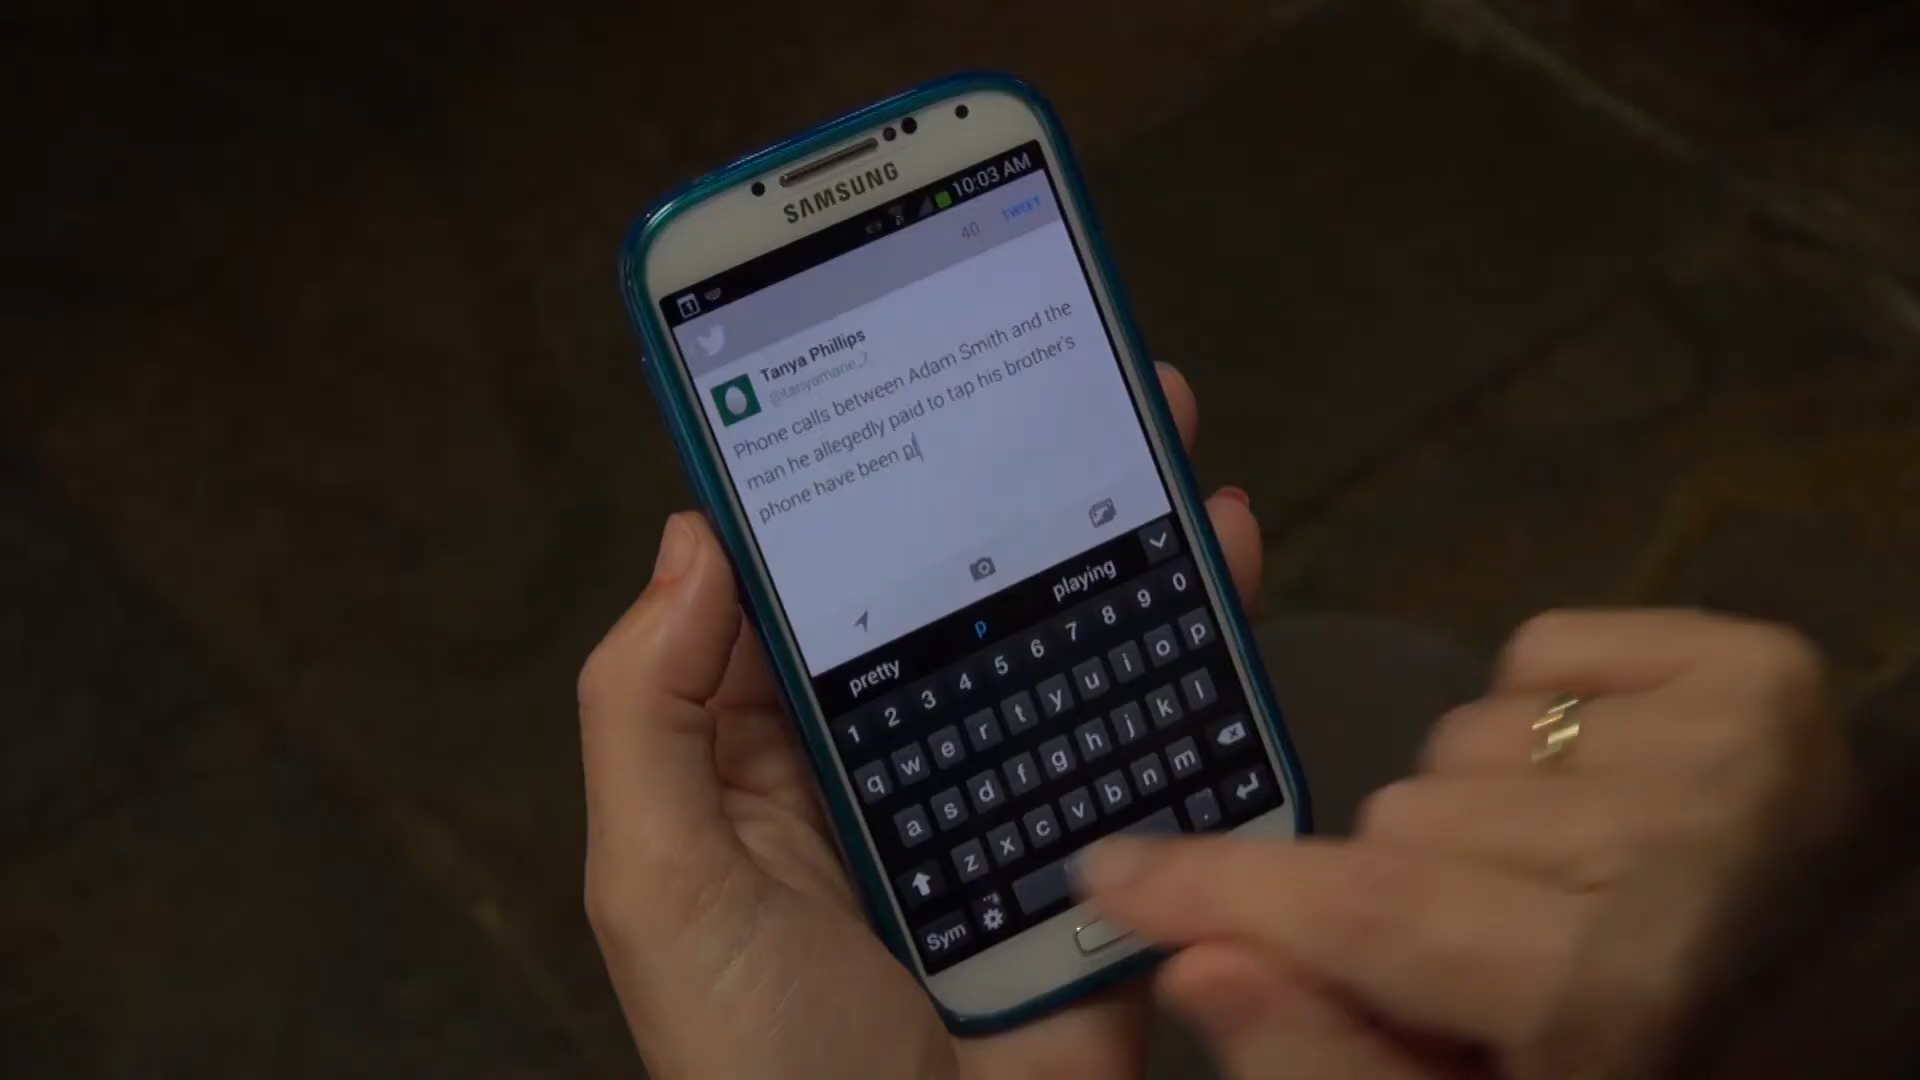 SAMSUNG
10:03 AM
40 TWEET
Tanya Phillips
Phone calls between Adam Smith and the
man he allegedly paid to tap his brother's
phone have been pl
pretty p playing
1 2 3 4 5 6 7 8 9 0
q w e r t y u i o p
a s d f g h j k l
z x c v b n m
Sym .